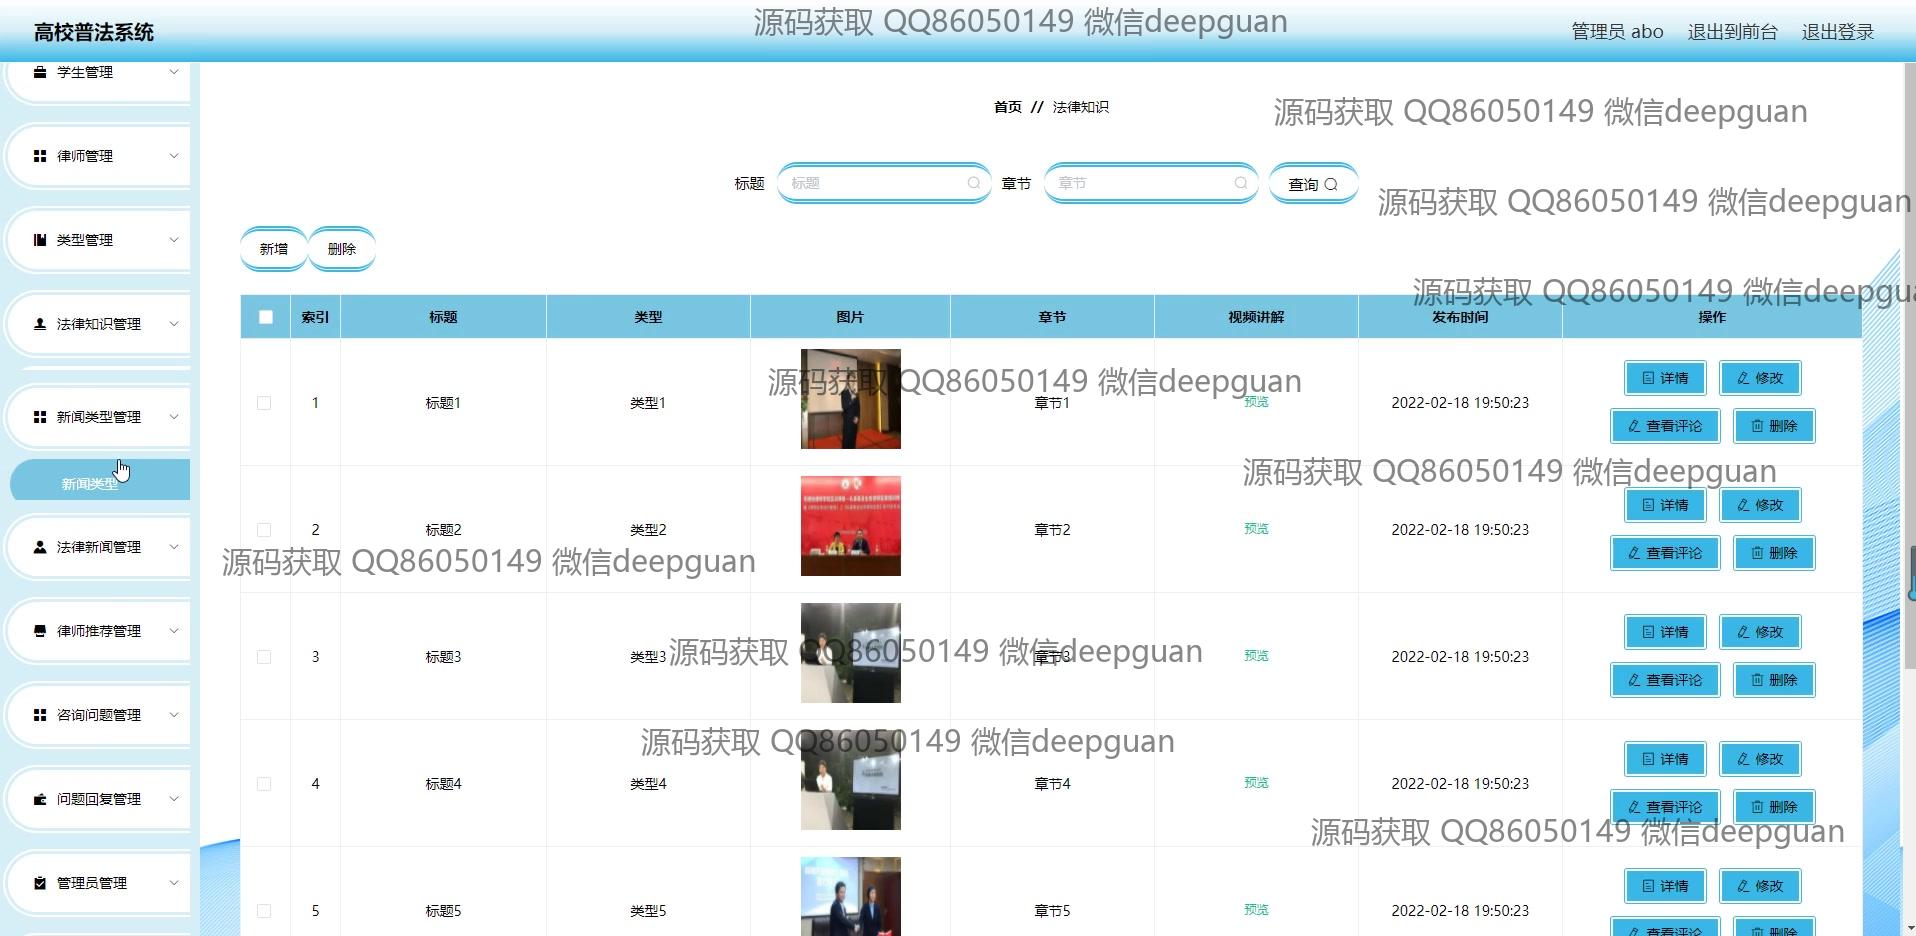 高校普法系统
源码获取 QQ86050149 微信deepguan
管理员 abo 退出到前台 退出登录
学生管理
首页 // 法律知识
源码获取 QQ86050149 微信deepguan
律师管理
标题 标题 章节 章节 查询
源码获取 QQ86050149 微信deepguan
类型管理
新增 删除
源码获取 QQ86050149 微信deepgua
法律知识管理
索引 标题 类型 图片 章节 视频讲解 发布时间 操作
源码获取 QQ86050149 微信deepguan
1 标题1 类型1 章节1 预览 2022-02-18 19:50:23 详情 修改
查看评论 删除
新闻类型管理
新闻类型
源码获取 QQ86050149 微信deepguan
2 标题2 类型2 章节2 预览 2022-02-18 19:50:23 详情 修改
查看评论 删除
法律新闻管理
源码获取 QQ86050149 微信deepguan
律师推荐管理
3 标题3 类型3 章节3 预览 2022-02-18 19:50:23 详情 修改
查看评论 删除
源码获取 QQ86050149 微信deepguan
咨询问题管理
源码获取 QQ86050149 微信deepguan
4 标题4 类型4 章节4 预览 2022-02-18 19:50:23 详情 修改
查看评论 删除
问题回复管理
源码获取 QQ86050149 微信deepguan
管理员管理
5 标题5 类型5 章节5 预览 2022-02-18 19:50:23 详情 修改
查看评论 删除